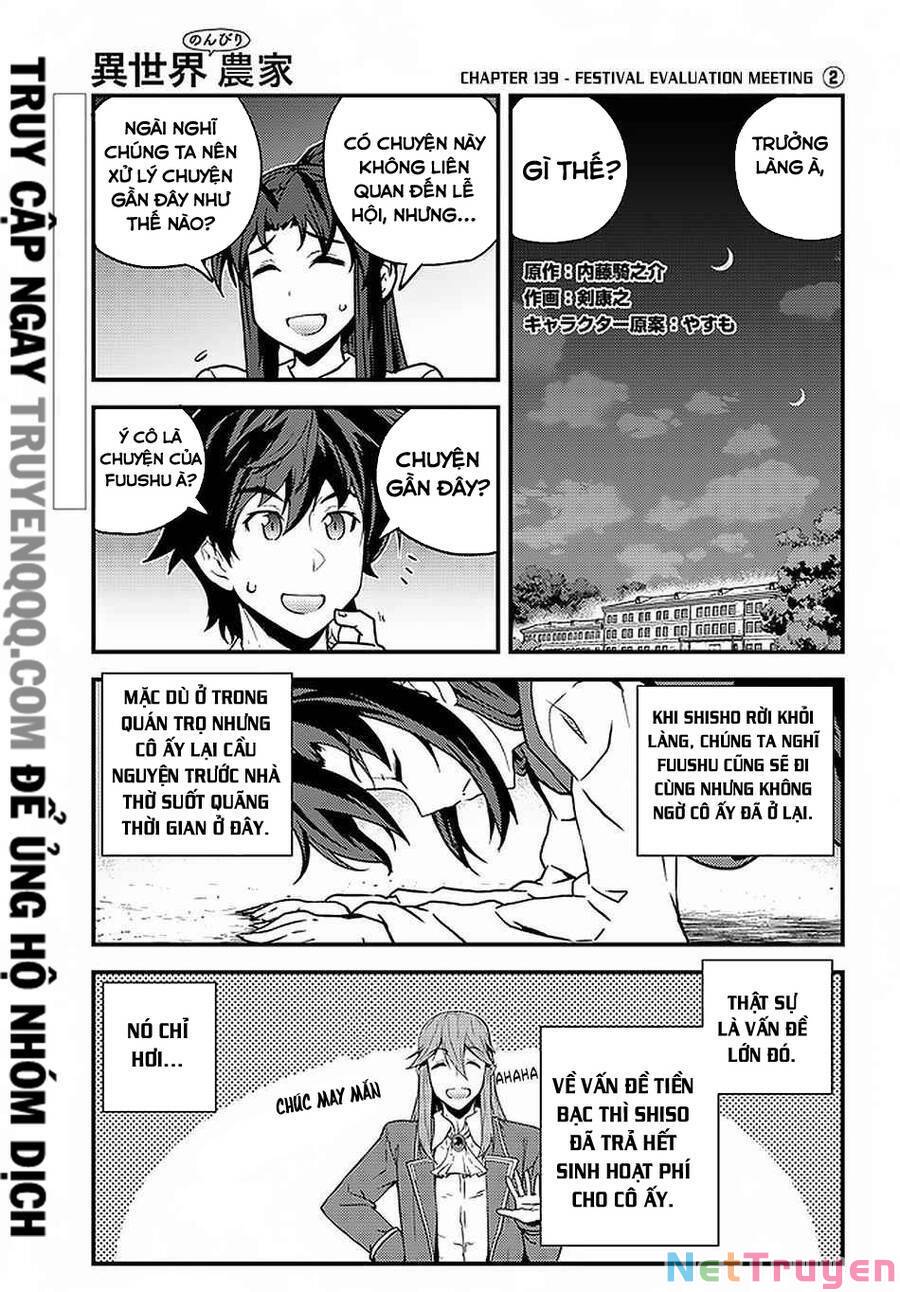 のんびり
異世界 農家
CHAPTER 139 - FESTIVAL EVALUATION MEETING ②
TRƯỞNG
LÀNG À,
GÌ THẾ?
原作：内藤騎之介
作画：剣康之
キャラクター原案：やすも
CÓ CHUYỆN NÀY
KHÔNG LIÊN
QUAN ĐẾN LỄ
HỘI, NHƯNG...
NGÀI NGHĨ
CHÚNG TA NÊN
XỬ LÝ CHUYỆN
GẦN ĐÂY NHƯ
THẾ NÀO?
CHUYỆN
GẦN ĐÂY?
Ý CÔ LÀ
CHUYỆN CỦA
FUUSHU À?
KHI SHISHO RỜI KHỎI
LÀNG, CHÚNG TA NGHĨ
FUUSHU CŨNG SẼ ĐI
CÙNG NHƯNG KHÔNG
NGỜ CÔ ẤY ĐÃ Ở LẠI.
MẶC DÙ Ở TRONG
QUÁN TRỌ NHƯNG
CÔ ẤY LẠI CẦU
NGUYỆN TRƯỚC NHÀ
THỜ SUỐT QUÃNG
THỜI GIAN Ở ĐÂY.
THẬT SỰ
LÀ VẤN ĐỀ
LỚN ĐÓ.
VỀ VẤN ĐỀ TIỀN
BẠC THÌ SHISO
ĐÃ TRẢ HẾT
SINH HOẠT PHÍ
CHO CÔ ẤY.
AHAHA
CHÚC MAY MẮN
NÓ CHỈ
HƠI...
TRUY CẬP NGAY TRUYENQQQ.COM ĐỂ ỦNG HỘ NHÓM DỊCH
NetTruyen